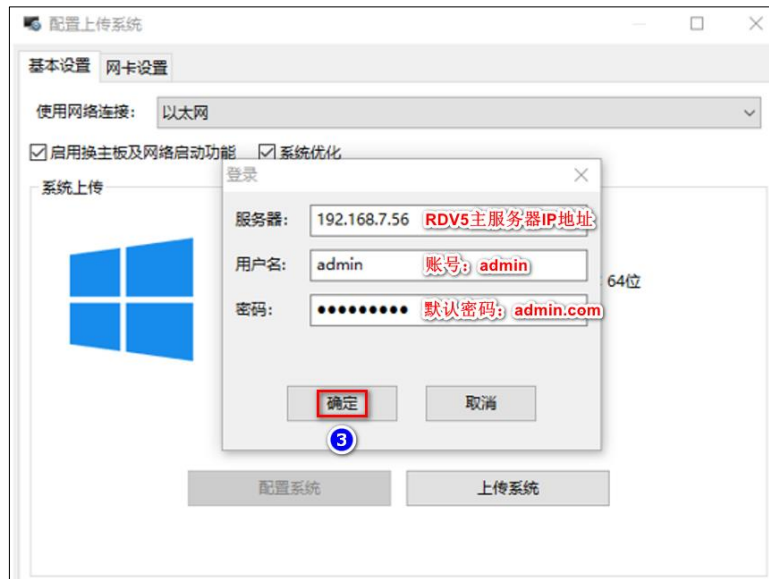 配置上传系统
基本设置 网卡设置
使用网络连接: 以太网
启用换主板及网络启动功能 系统优化
系统上传
登录
服务器: 192.168.7.56 RDV5主服务器IP地址
用户名: admin 账号：admin
64位
密码: ●●●●●●●●● 默认密码：admin.com
确定 取消
3
配置系统 上传系统